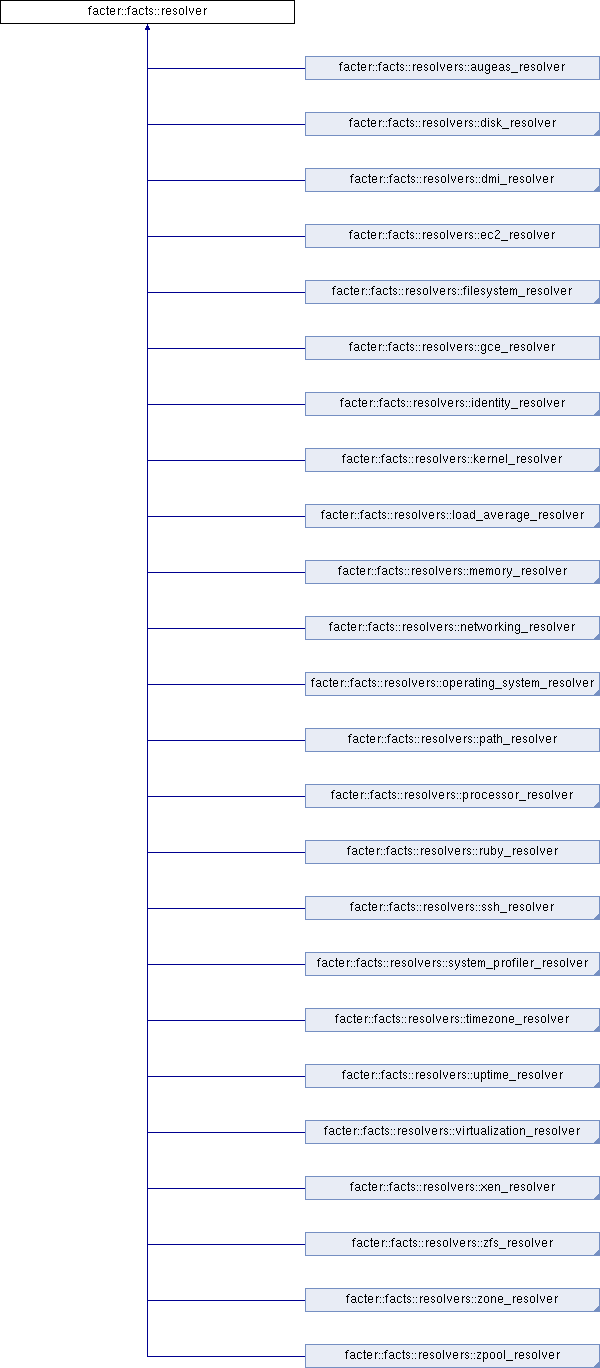 facter::facts::resolver
facter::facts::resolvers::augeas_resolver
facter::facts::resolvers::disk_resolver
facter::facts::resolvers::dmi_resolver
facter::facts::resolvers::ec2_resolver
facter::facts::resolvers::filesystem_resolver
facter::facts::resolvers::gce_resolver
facter::facts::resolvers::identity_resolver
facter::facts::resolvers::kernel_resolver
facter::facts::resolvers::load_average_resolver
facter::facts::resolvers::memory_resolver
facter::facts::resolvers::networking_resolver
facter::facts::resolvers::operating_system_resolver
facter::facts::resolvers::path_resolver
facter::facts::resolvers::processor_resolver
facter::facts::resolvers::ruby_resolver
facter::facts::resolvers::ssh_resolver
facter::facts::resolvers::system_profiler_resolver
facter::facts::resolvers::timezone_resolver
facter::facts::resolvers::uptime_resolver
facter::facts::resolvers::virtualization_resolver
facter::facts::resolvers::xen_resolver
facter::facts::resolvers::zfs_resolver
facter::facts::resolvers::zone_resolver
facter::facts::resolvers::zpool_resolver